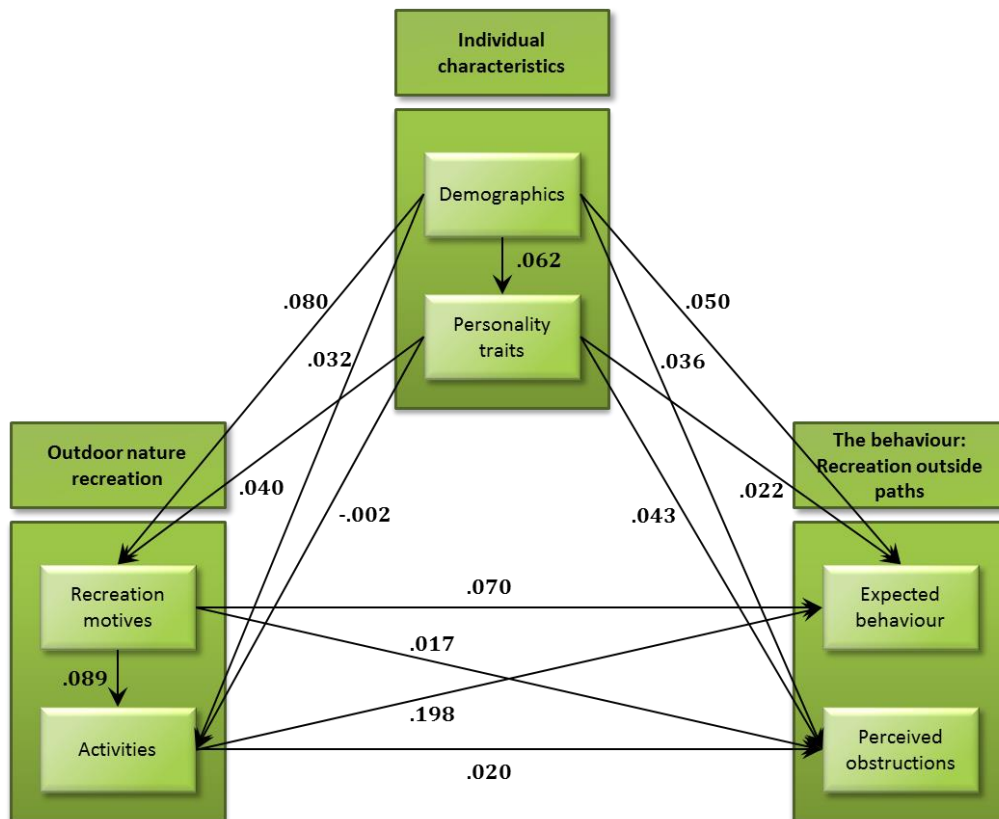 Individual
characteristics
Demographics
.062
.080
.050
Personality
traits
.032
.036
Outdoor nature
recreation
The behaviour:
Recreation outside
paths
.040
-.002
.043
.022
Recreation
motives
.070
Expected
behaviour
.017
.089
.198
Activities
.020
Perceived
obstructions